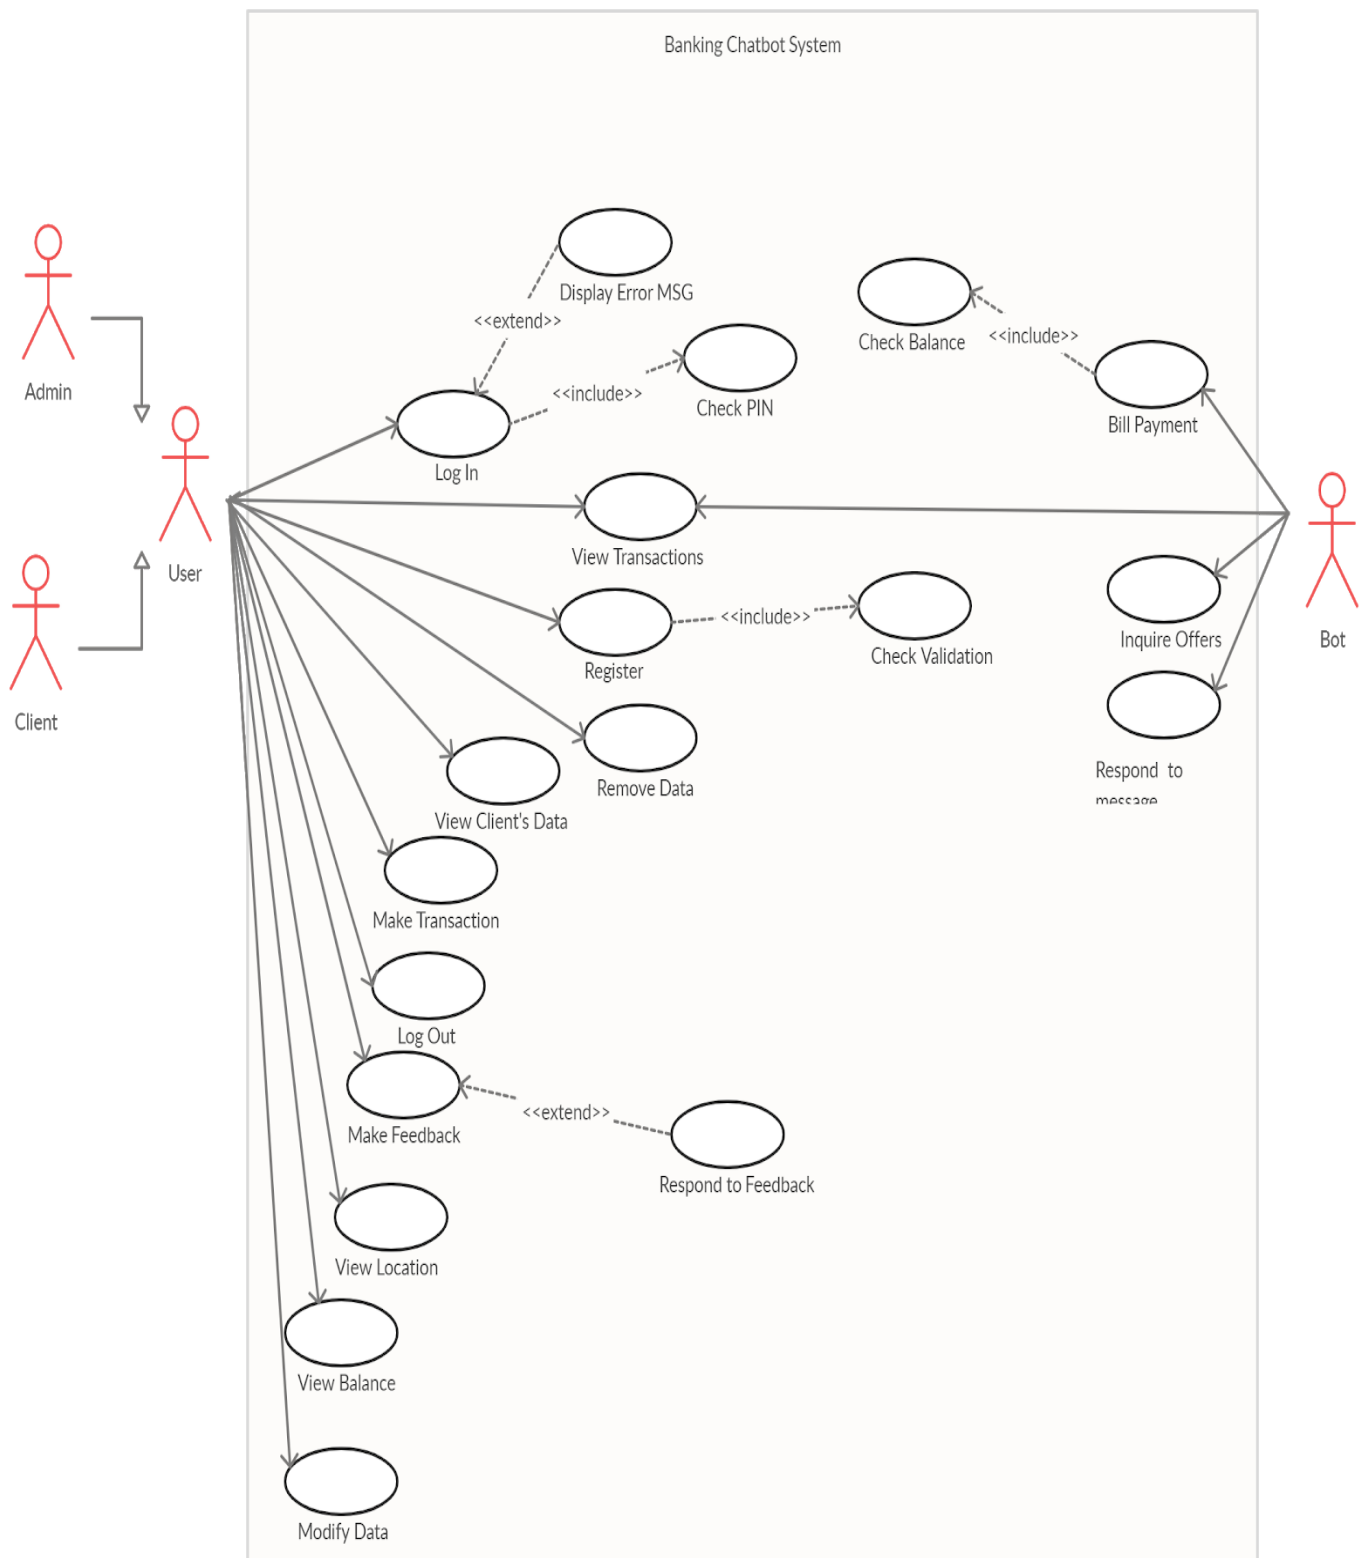 Banking Chatbot System
Display Error MSG
<<extend>>
Check Balance
<<include>>
Admin
<<include>>
Check PIN
Bill Payment
Log In
View Transactions
User
Register
<<include>>
Check Validation
Inquire Offers
Bot
Client
Remove Data
View Client's Data
Respond to
message
Make Transaction
Log Out
Make Feedback
<<extend>>
Respond to Feedback
View Location
View Balance
Modify Data